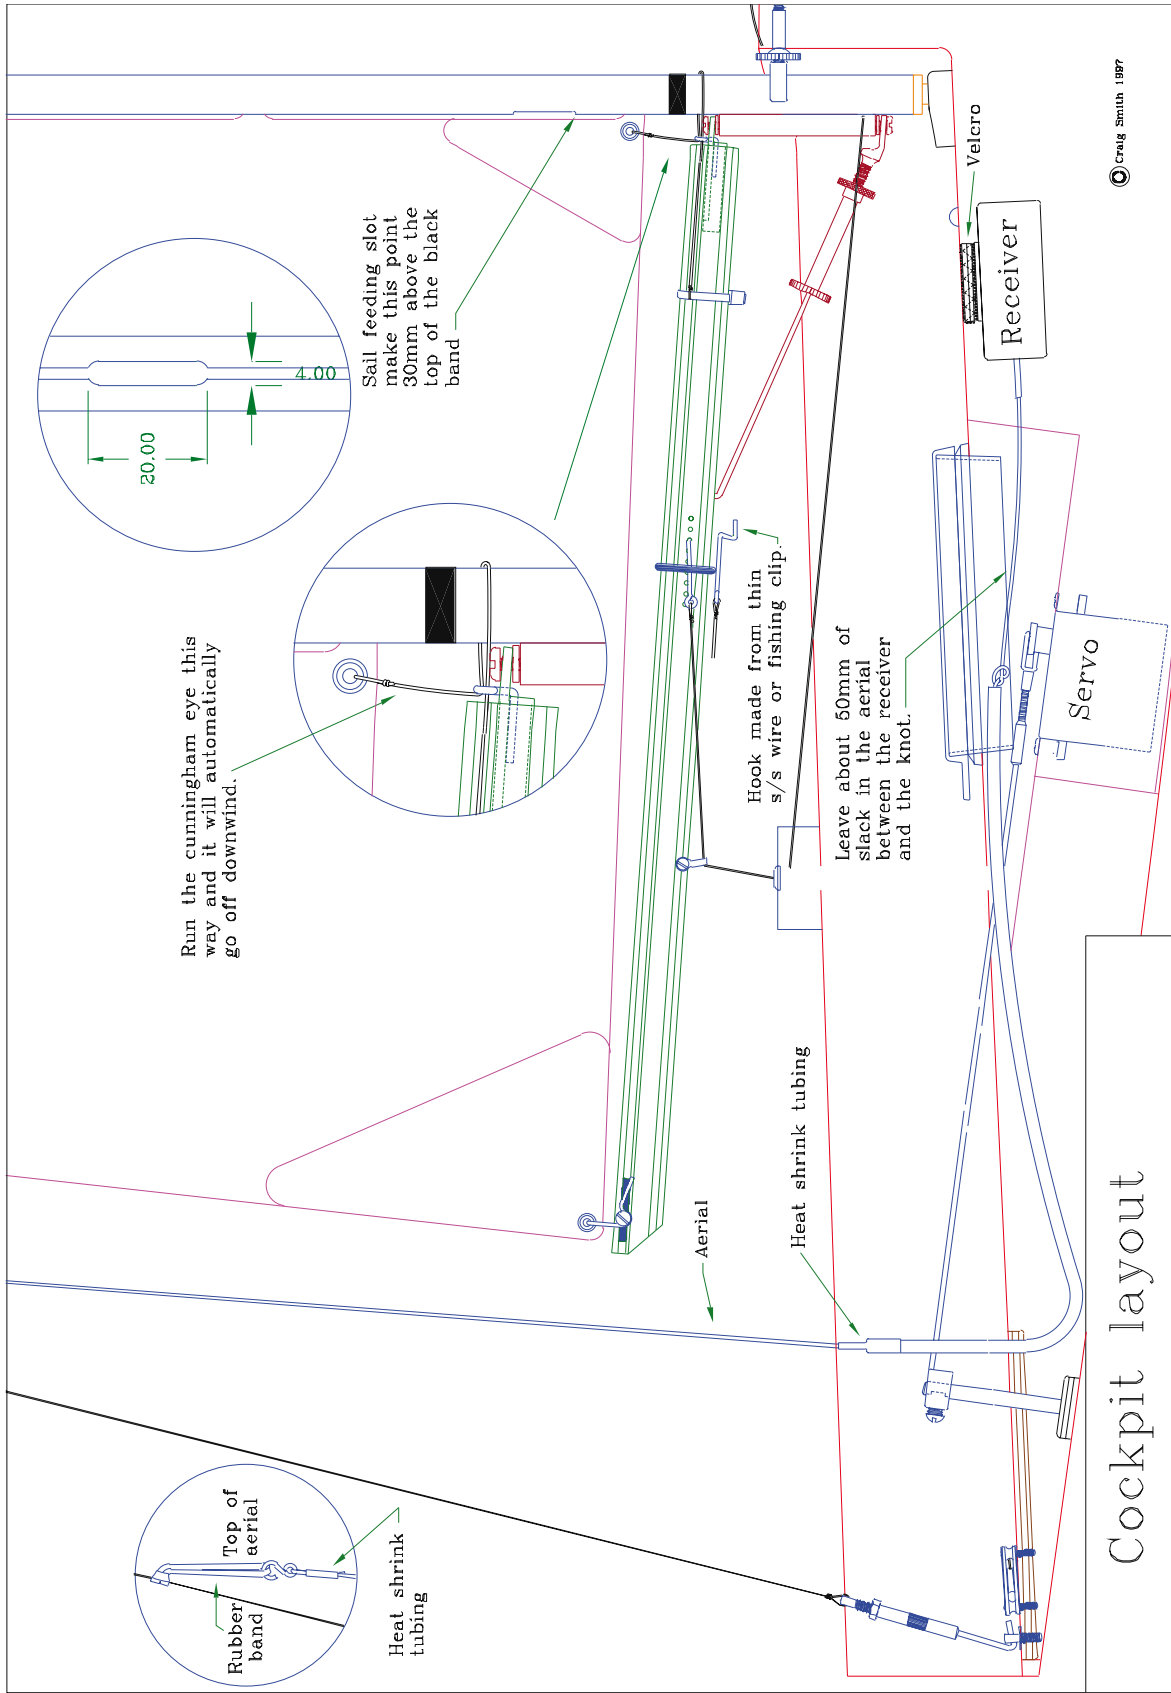 Run the cunningham eye this
way and it will automatically
go off downwind.
20.00
4.00
Sail feeding slot
make this point
30mm above the
top of the black
band
Top of
aerial
Rubber
band
Heat shrink
tubing
Aerial
Heat shrink tubing
Hook made from thin
s/s wire or fishing clip.
Leave about 50mm of
slack in the aerial
between the receiver
and the knot.
Velcro
Receiver
Servo
Cockpit layout
© Craig Smith 1997